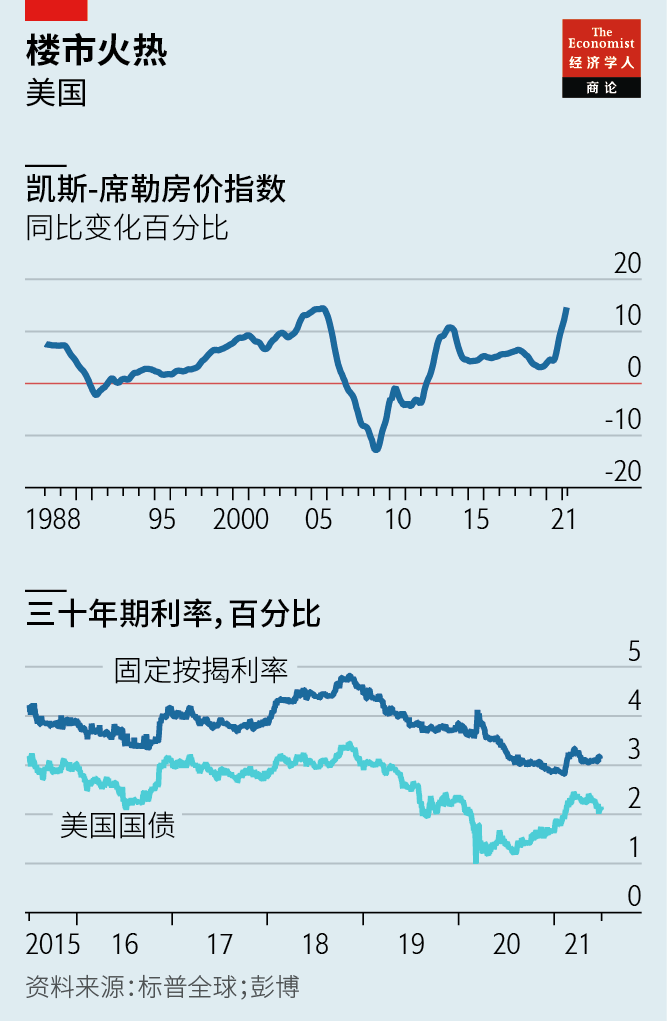 楼市火热
美国
The
Economist
经济学人
商论
凯斯-席勒房价指数
同比变化百分比
20
10
0
-10
-20
1988 95 2000 05 10 15 21
三十年期利率，百分比
5
固定按揭利率
4
3
2
美国国债
1
0
2015 16 17 18 19 20 21
资料来源：标普全球；彭博